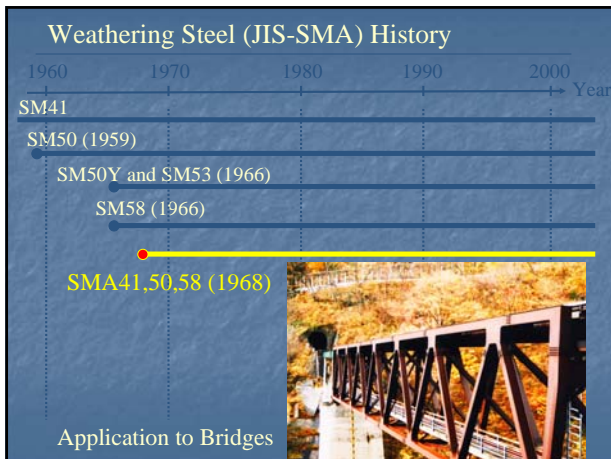 Weathering Steel (JIS-SMA) History
1960 1970 1980 1990 2000
Year
SM41
SM50 (1959)
SM50Y and SM53 (1966)
SM58 (1966)
SMA41,50,58 (1968)
Application to Bridges